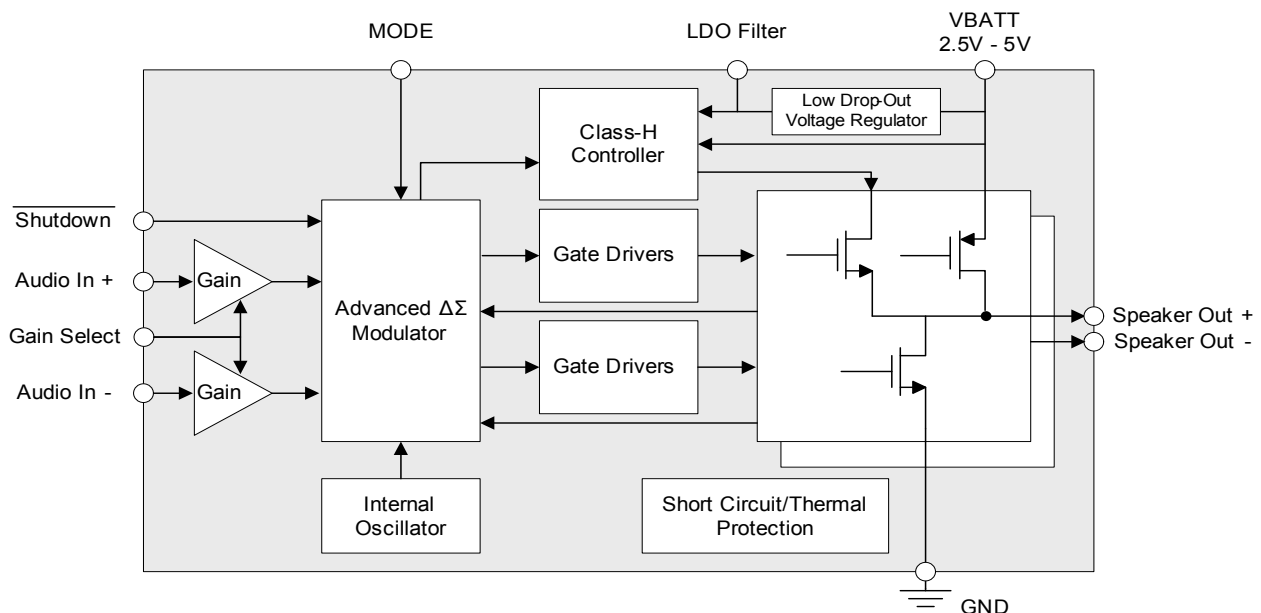 MODE
LDO Filter
VBATT
2.5V - 5V
Low Drop-Out
Voltage Regulator
Class-H
Controller
Shutdown
Audio In +
Gain
Gate Drivers
Advanced ΔΣ
Modulator
Gain Select
Speaker Out +
Speaker Out -
Audio In -
Gain
Gate Drivers
Internal
Oscillator
Short Circuit/Thermal
Protection
GND